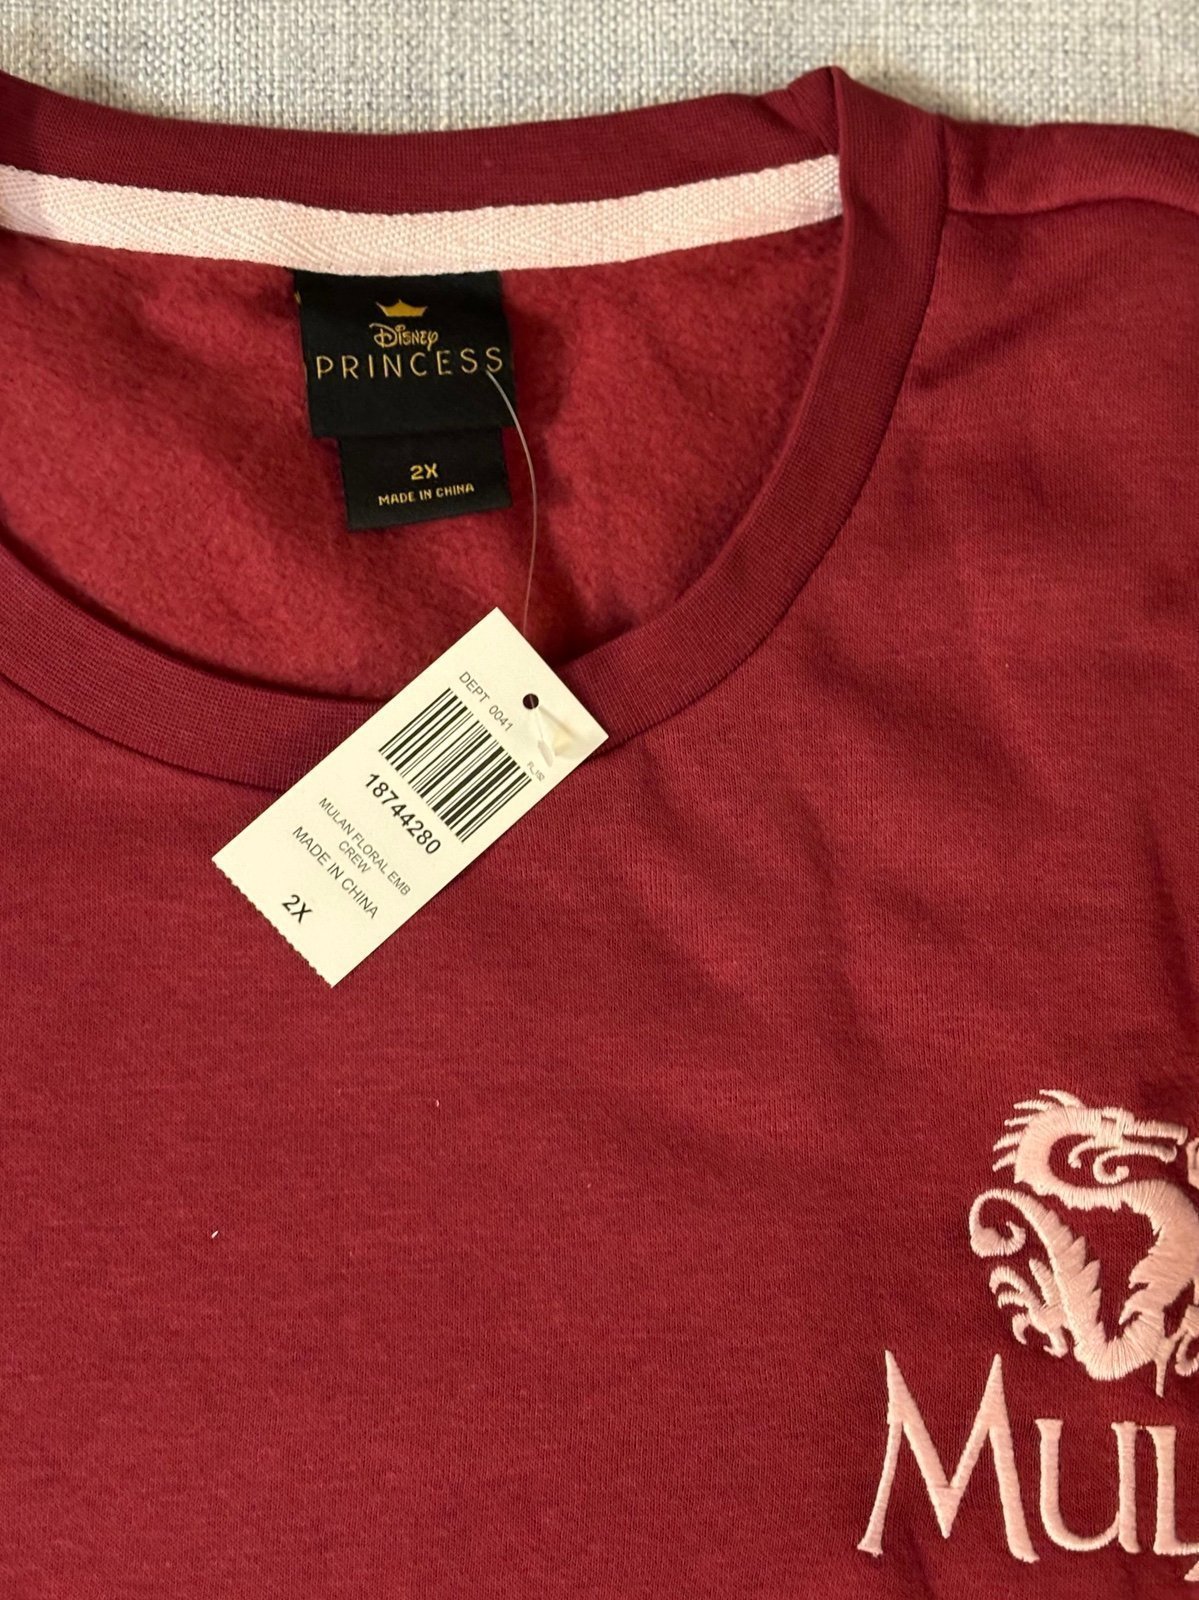 Disney
PRINCESS
2X
MADE IN CHINA
DEPT 0041
18744280
MULAN FLORAL EMB
CREW
MADE IN CHINA
2X
MUL